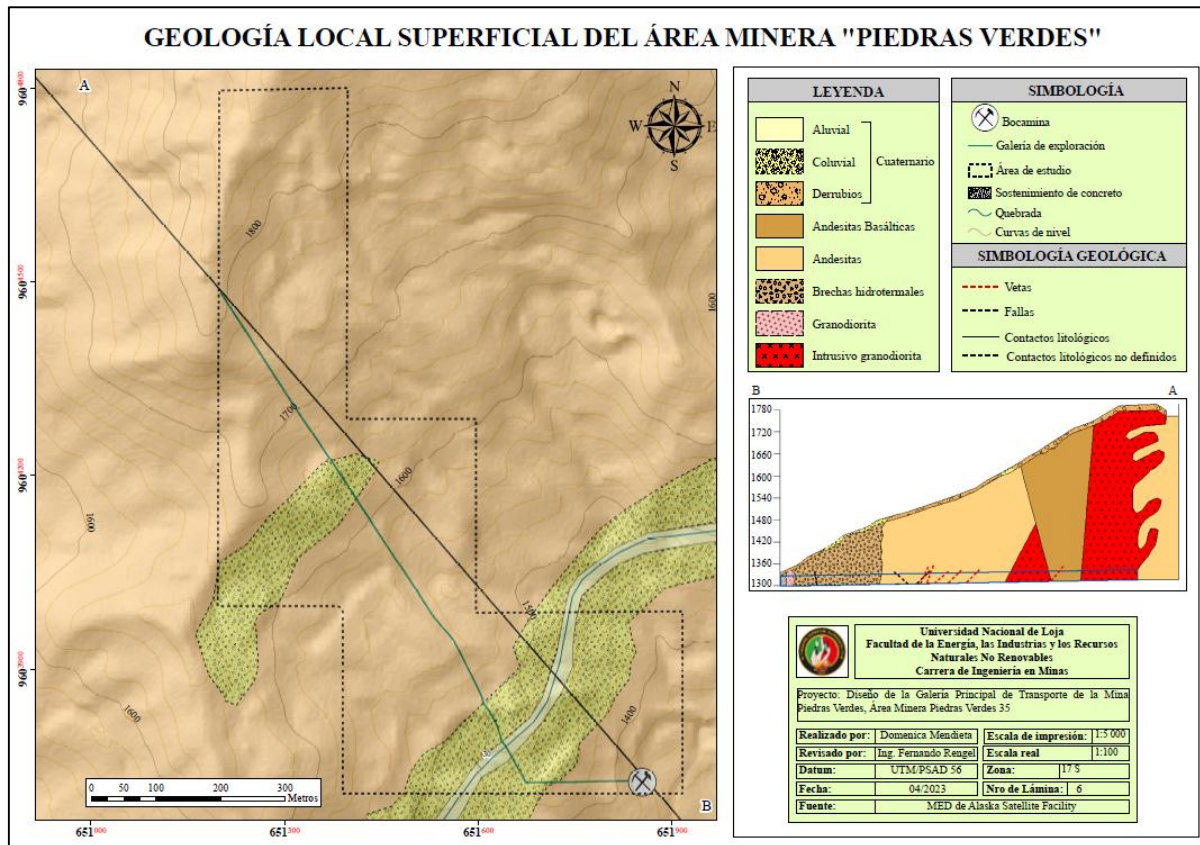 GEOLOGÍA LOCAL SUPERFICIAL DEL ÁREA MINERA "PIEDRAS VERDES"
A
N
W E
S
960 4800
960 4500
960 4200
960 3900
1800
1700
1600
1600
1600
1600
1500
1400
B
0 50 100 200 300
Metros
651 000
651 300
651 600
651 900
LEYENDA
Aluvial
Coluvial
Derrubios
Cuaternario
Andesitas Basálticas
Andesitas
Brechas hidrotermales
Granodiorita
Intrusivo granodiorita
SIMBOLOGÍA
Bocamina
Galería de exploración
Área de estudio
Sostenimiento de concreto
Quebrada
Curvas de nivel
SIMBOLOGÍA GEOLÓGICA
Vetas
Fallas
Contactos litológicos
Contactos litológicos no definidos
B A
1780
1720
1660
1600
1540
1480
1420
1360
1300
Universidad Nacional de Loja
Facultad de la Energía, las Industrias y los Recursos
Naturales No Renovables
Carrera de Ingeniería en Minas
Proyecto: Diseño de la Galería Principal de Transporte de la Mina
Piedras Verdes, Área Minera Piedras Verdes 35
Realizado por: Domenica Mendieta Escala de impresión: 1:5 000
Revisado por: Ing. Fernando Rengel Escala real 1:100
Datum: UTM/PSAD 56 Zona: 17 S
Fecha: 04/2023 Nro de Lámina: 6
Fuente: MED de Alaska Satellite Facility